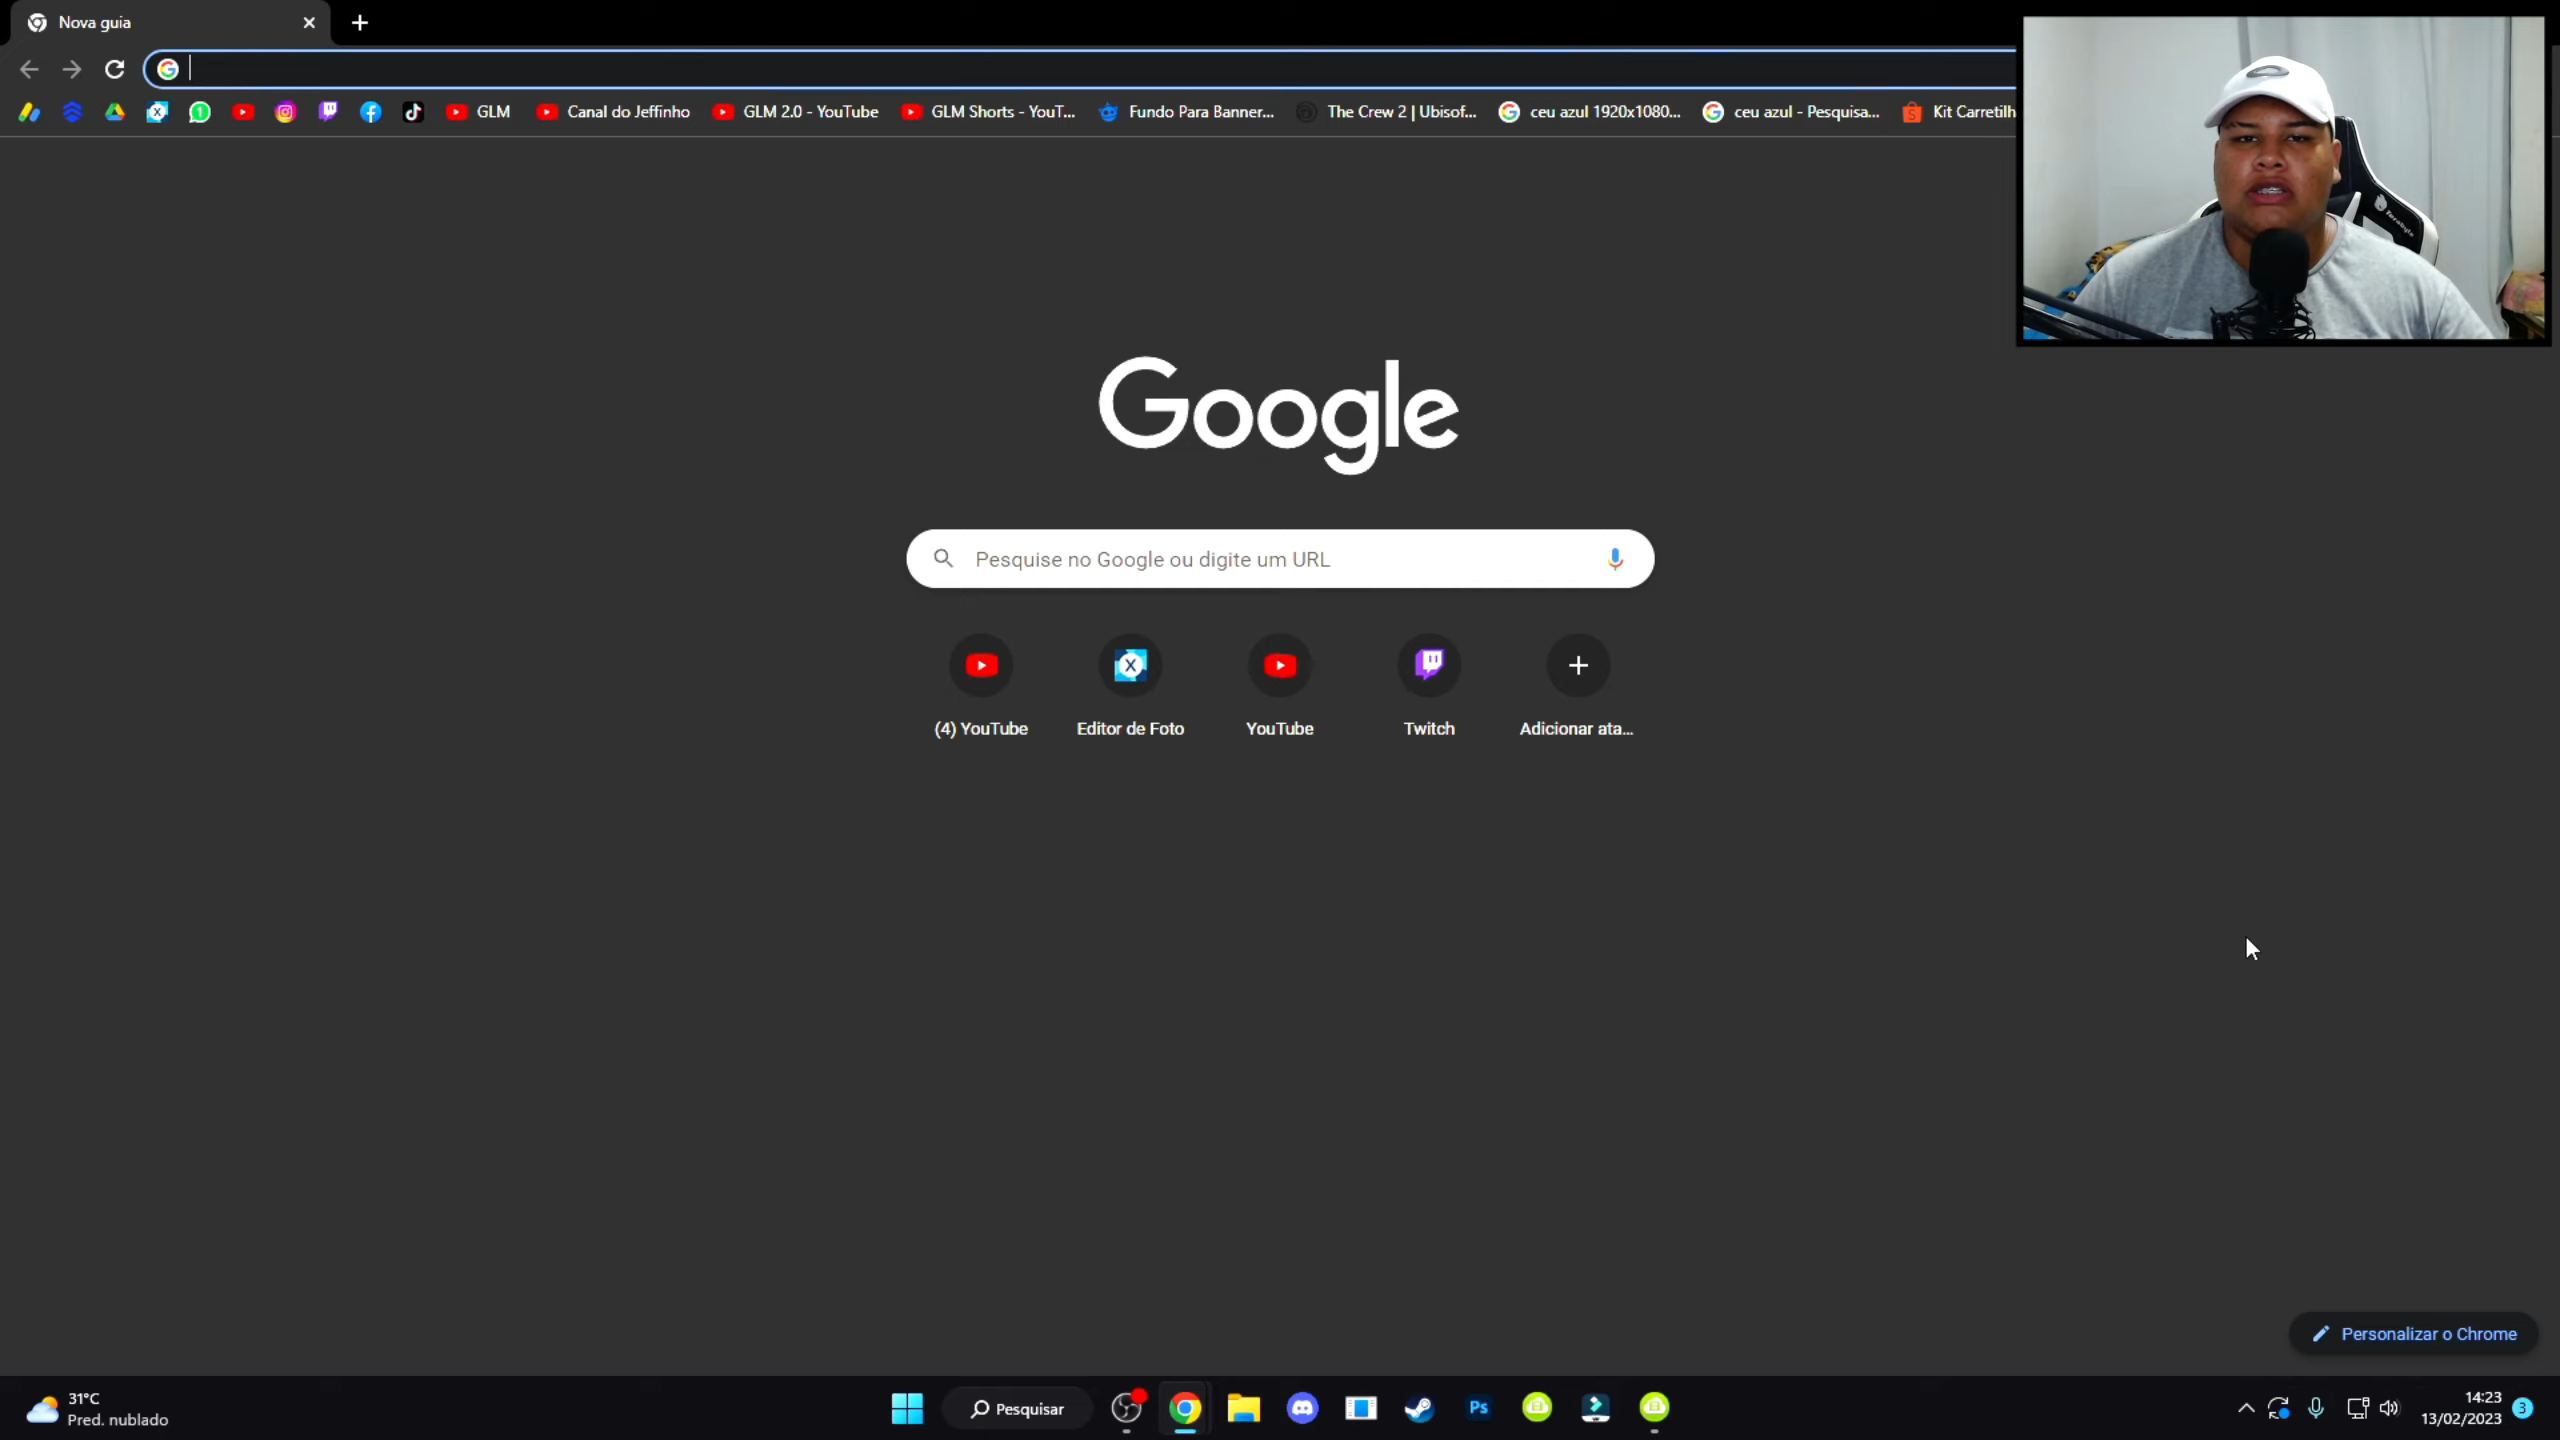 Nova guia
GLM
Canal do Jeffinho
GLM 2.0 - YouTube
GLM Shorts - YouT...
Fundo Para Banner...
The Crew 2 | Ubisof...
ceu azul 1920x1080...
ceu azul - Pesquisa...
Kit Carretilh
Google
Pesquise no Google ou digite um URL
(4) YouTube
Editor de Foto
YouTube
Twitch
Adicionar ata...
Personalizar o Chrome
31°C
Pred. nublado
Pesquisar
Ps
14:23
13/02/2023
3